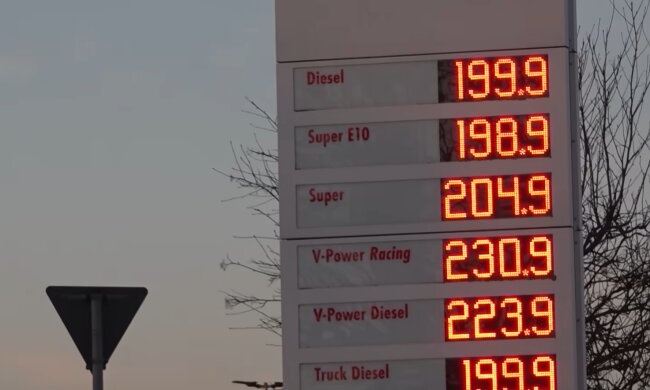 Diesel 199.9
Super E10 198.9
Super 204.9
V-Power Racing 230.9
V-Power Diesel 223.9
Truck Diesel 199.9